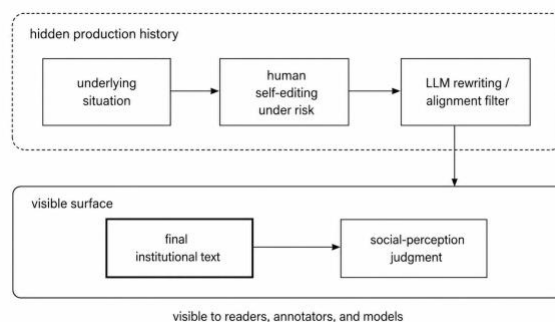 hidden production history
underlying
situation
human
self-editing
under risk
LLM rewriting /
alignment filter
visible surface
final
institutional text
social-perception
judgment
visible to readers, annotators, and models